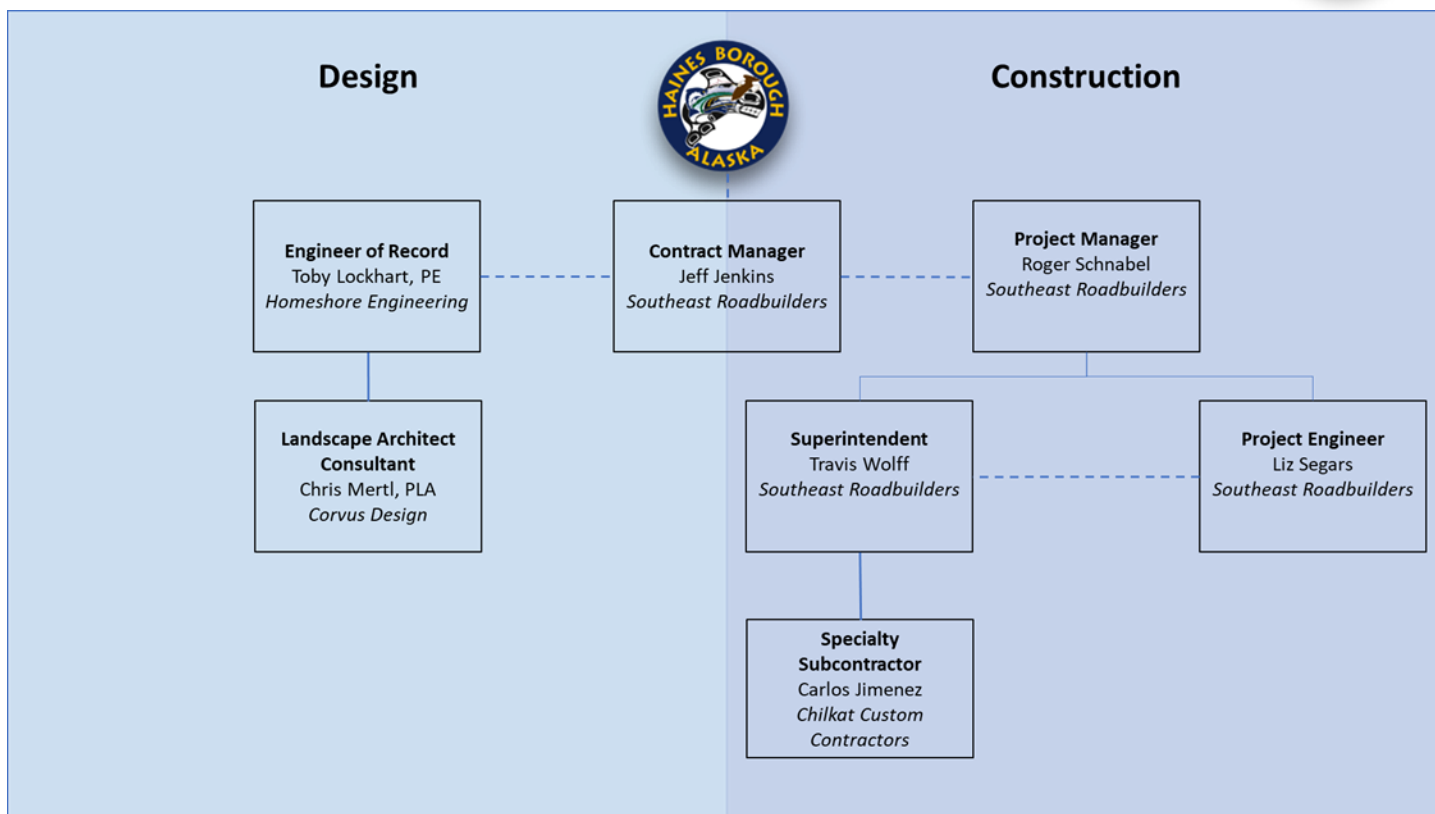 Design
Construction
HAINES BOROUGH
ALASKA
Engineer of Record
Toby Lockhart, PE
Homeshore Engineering
Contract Manager
Jeff Jenkins
Southeast Roadbuilders
Project Manager
Roger Schnabel
Southeast Roadbuilders
Landscape Architect
Consultant
Chris Mertl, PLA
Corvus Design
Superintendent
Travis Wolff
Southeast Roadbuilders
Project Engineer
Liz Segars
Southeast Roadbuilders
Specialty
Subcontractor
Carlos Jimenez
Chilkat Custom
Contractors